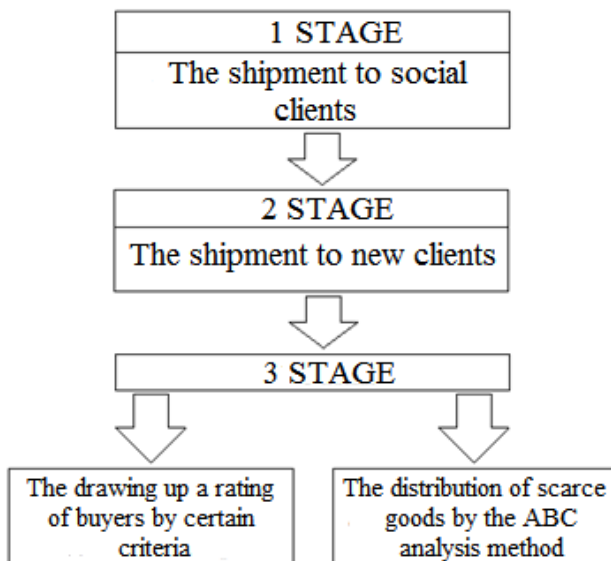 1 STAGE
The shipment to social
clients
2 STAGE
The shipment to new clients
3 STAGE
The drawing up a rating
of buyers by certain
criteria
The distribution of scarce
goods by the ABC
analysis method